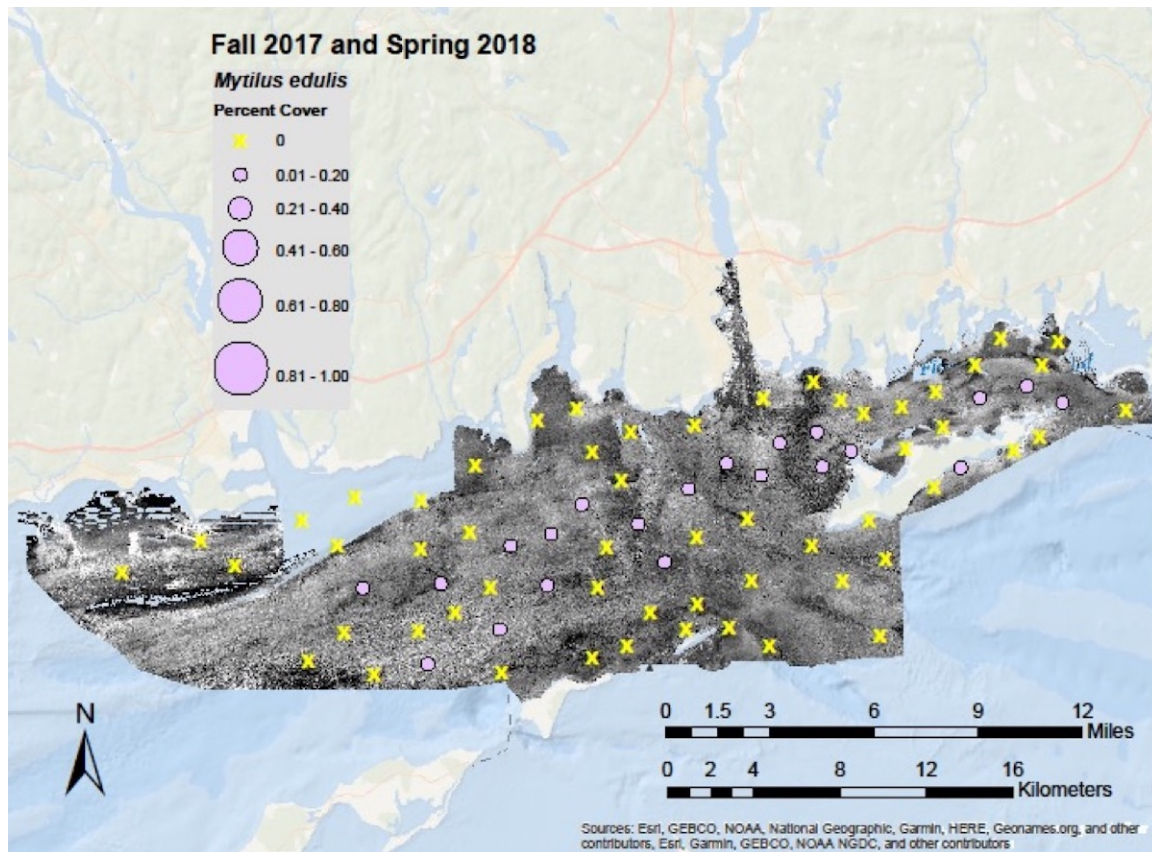 Fall 2017 and Spring 2018
Mytilus edulis
Percent Cover
0
0.01 - 0.20
0.21 - 0.40
0.41 - 0.60
0.61 - 0.80
0.81 - 1.00
N
0 1.5 3 6 9 12
Miles
0 2 4 8 12 16
Kilometers
Sources: Esri, GEBCO, NOAA, National Geographic, Garmin, HERE, Geonames.org, and other
contributors, Esri, Garmin, GEBCO, NOAA NGDC, and other contributors